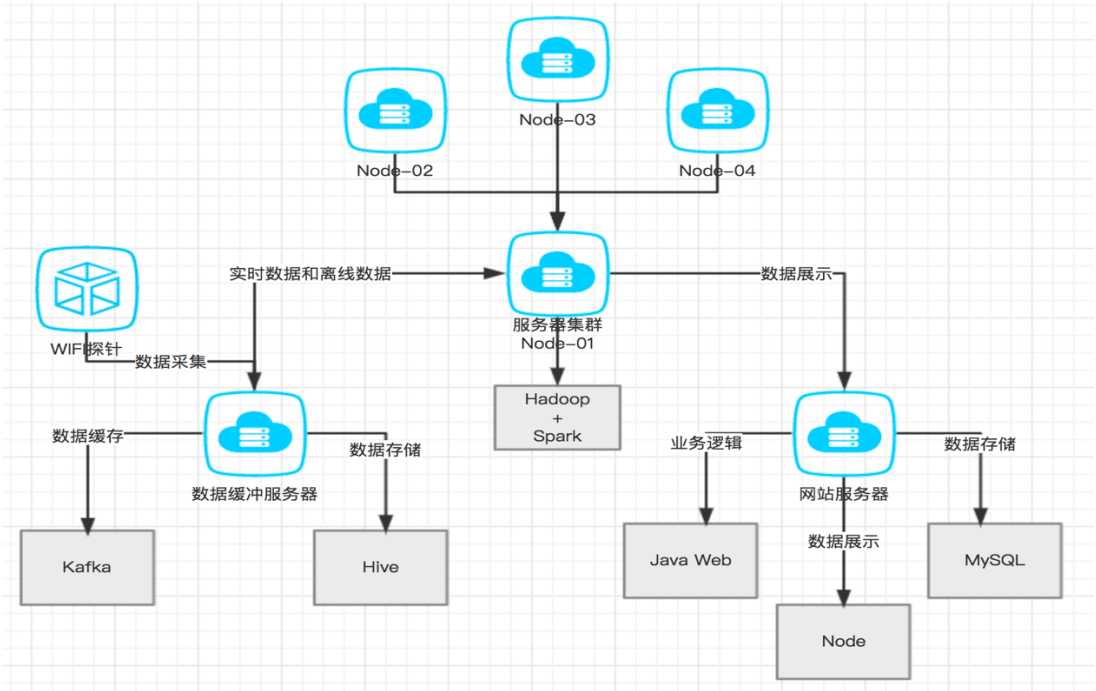 Node-03
Node-02
Node-04
实时数据和离线数据
数据展示
服务器集群
Node-01
WIFI探针
数据采集
Hadoop
+
Spark
数据缓存
数据存储
业务逻辑
数据存储
数据缓冲服务器
网站服务器
数据展示
Kafka
Hive
Java Web
MySQL
Node